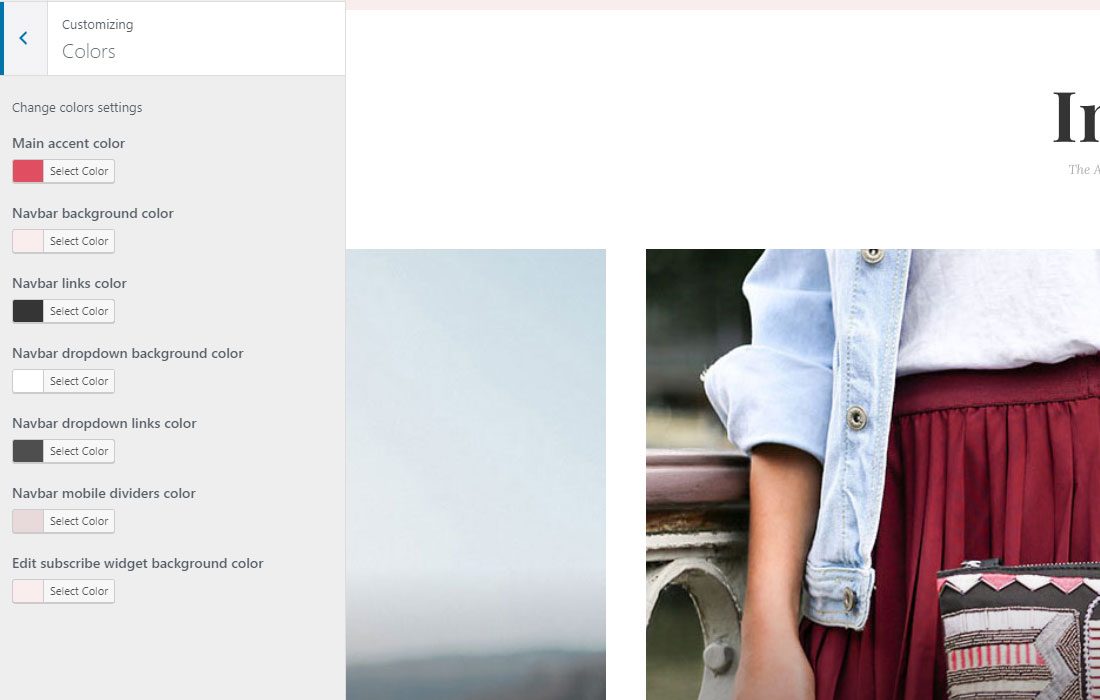 Customizing
Colors
Change colors settings
Main accent color
Select Color
Navbar background color
Select Color
Navbar links color
Select Color
Navbar dropdown background color
Select Color
Navbar dropdown links color
Select Color
Navbar mobile dividers color
Select Color
Edit subscribe widget background color
Select Color
In
The A